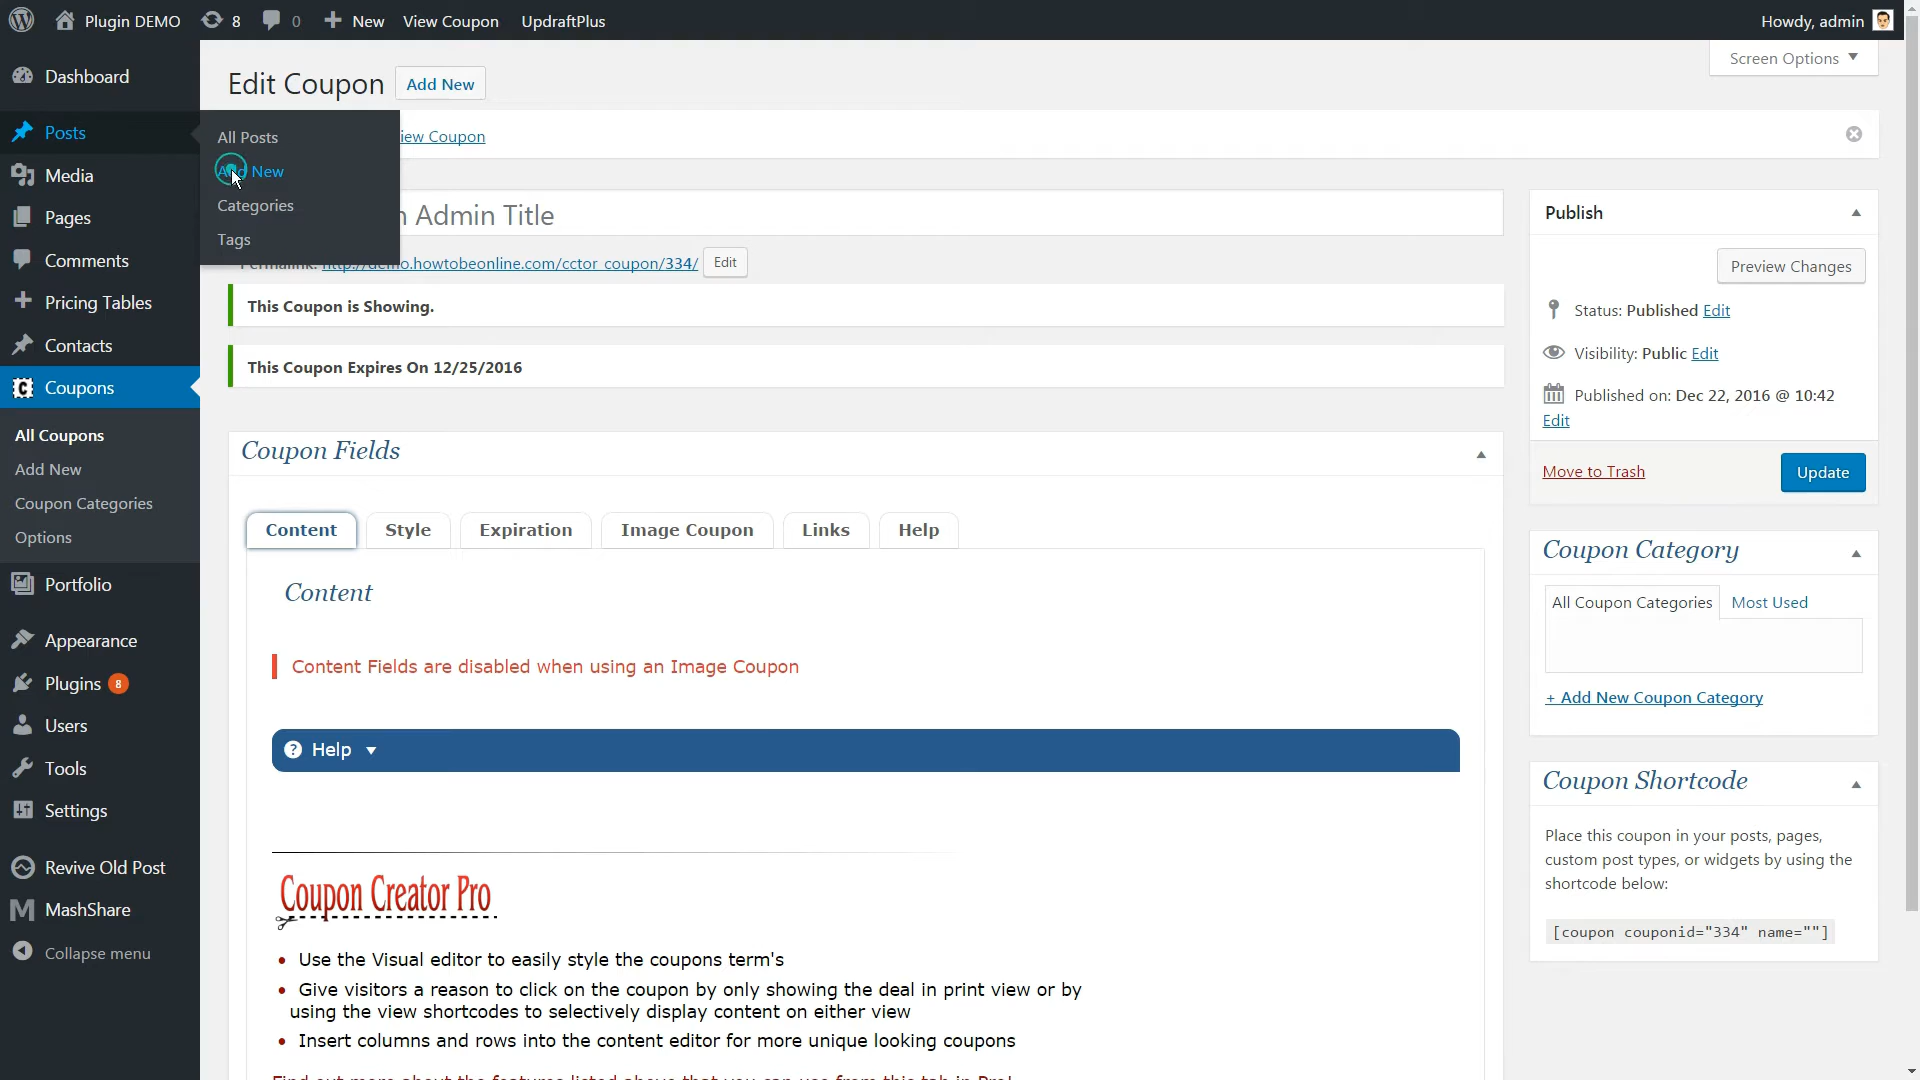 Plugin DEMO 8 0 New View Coupon UpdraftPlus Howdy, admin
Screen Options
Dashboard
Posts
Media
Pages
Comments
Pricing Tables
Contacts
Coupons
All Coupons
Add New
Coupon Categories
Options
Portfolio
Appearance
Plugins 8
Users
Tools
Settings
Revive Old Post
MashShare
Collapse menu
All Posts
Add New
Categories
Tags
Edit Coupon Add New
iew Coupon
Admin Title
Permalink: http://demo.howtobeonline.com/cctor_coupon/334/ Edit
This Coupon is Showing.
This Coupon Expires On 12/25/2016
Coupon Fields
Content Style Expiration Image Coupon Links Help
Content
Content Fields are disabled when using an Image Coupon
? Help
Coupon Creator Pro
• Use the Visual editor to easily style the coupons term's
• Give visitors a reason to click on the coupon by only showing the deal in print view or by
using the view shortcodes to selectively display content on either view
• Insert columns and rows into the content editor for more unique looking coupons
Find out more about the features listed above that you can use from this tab in Pro!
Publish
Preview Changes
Status: Published Edit
Visibility: Public Edit
Published on: Dec 22, 2016 @ 10:42
Edit
Move to Trash Update
Coupon Category
All Coupon Categories Most Used
+ Add New Coupon Category
Coupon Shortcode
Place this coupon in your posts, pages,
custom post types, or widgets by using the
shortcode below:
[coupon couponid="334" name=""]